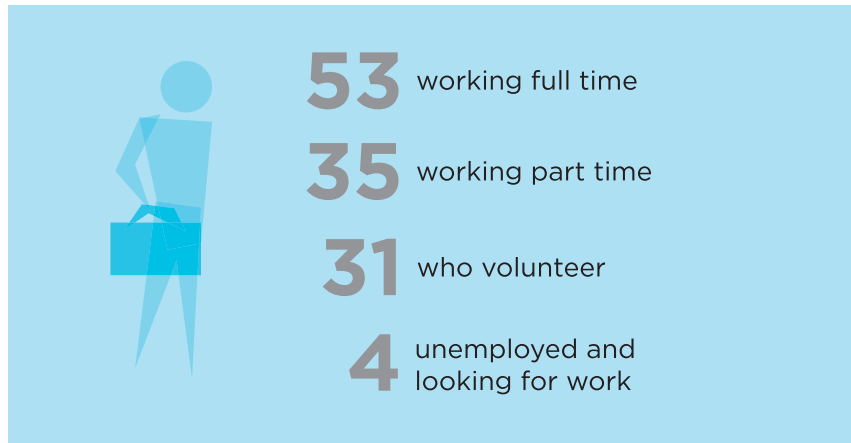 53 working full time
35 working part time
31 who volunteer
4 unemployed and
looking for work